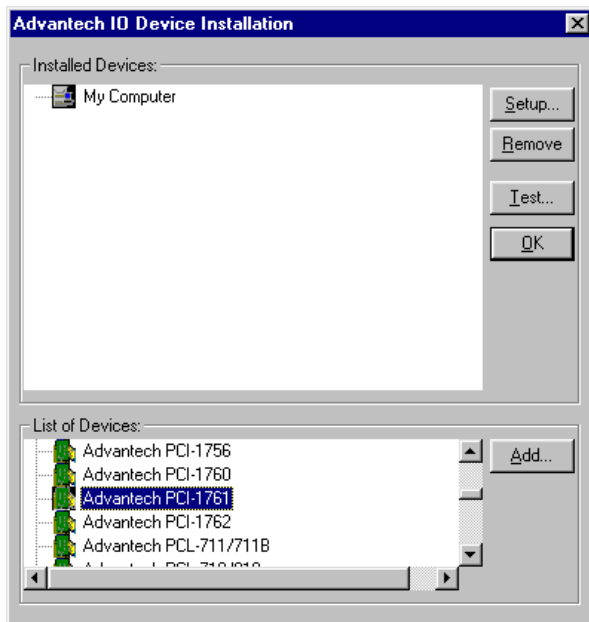 Advantech IO Device Installation
Installed Devices:
My Computer
Setup...
Remove
Test...
OK
List of Devices:
Advantech PCI-1756
Advantech PCI-1760
Advantech PCI-1761
Advantech PCI-1762
Advantech PCL-711/711B
Add...